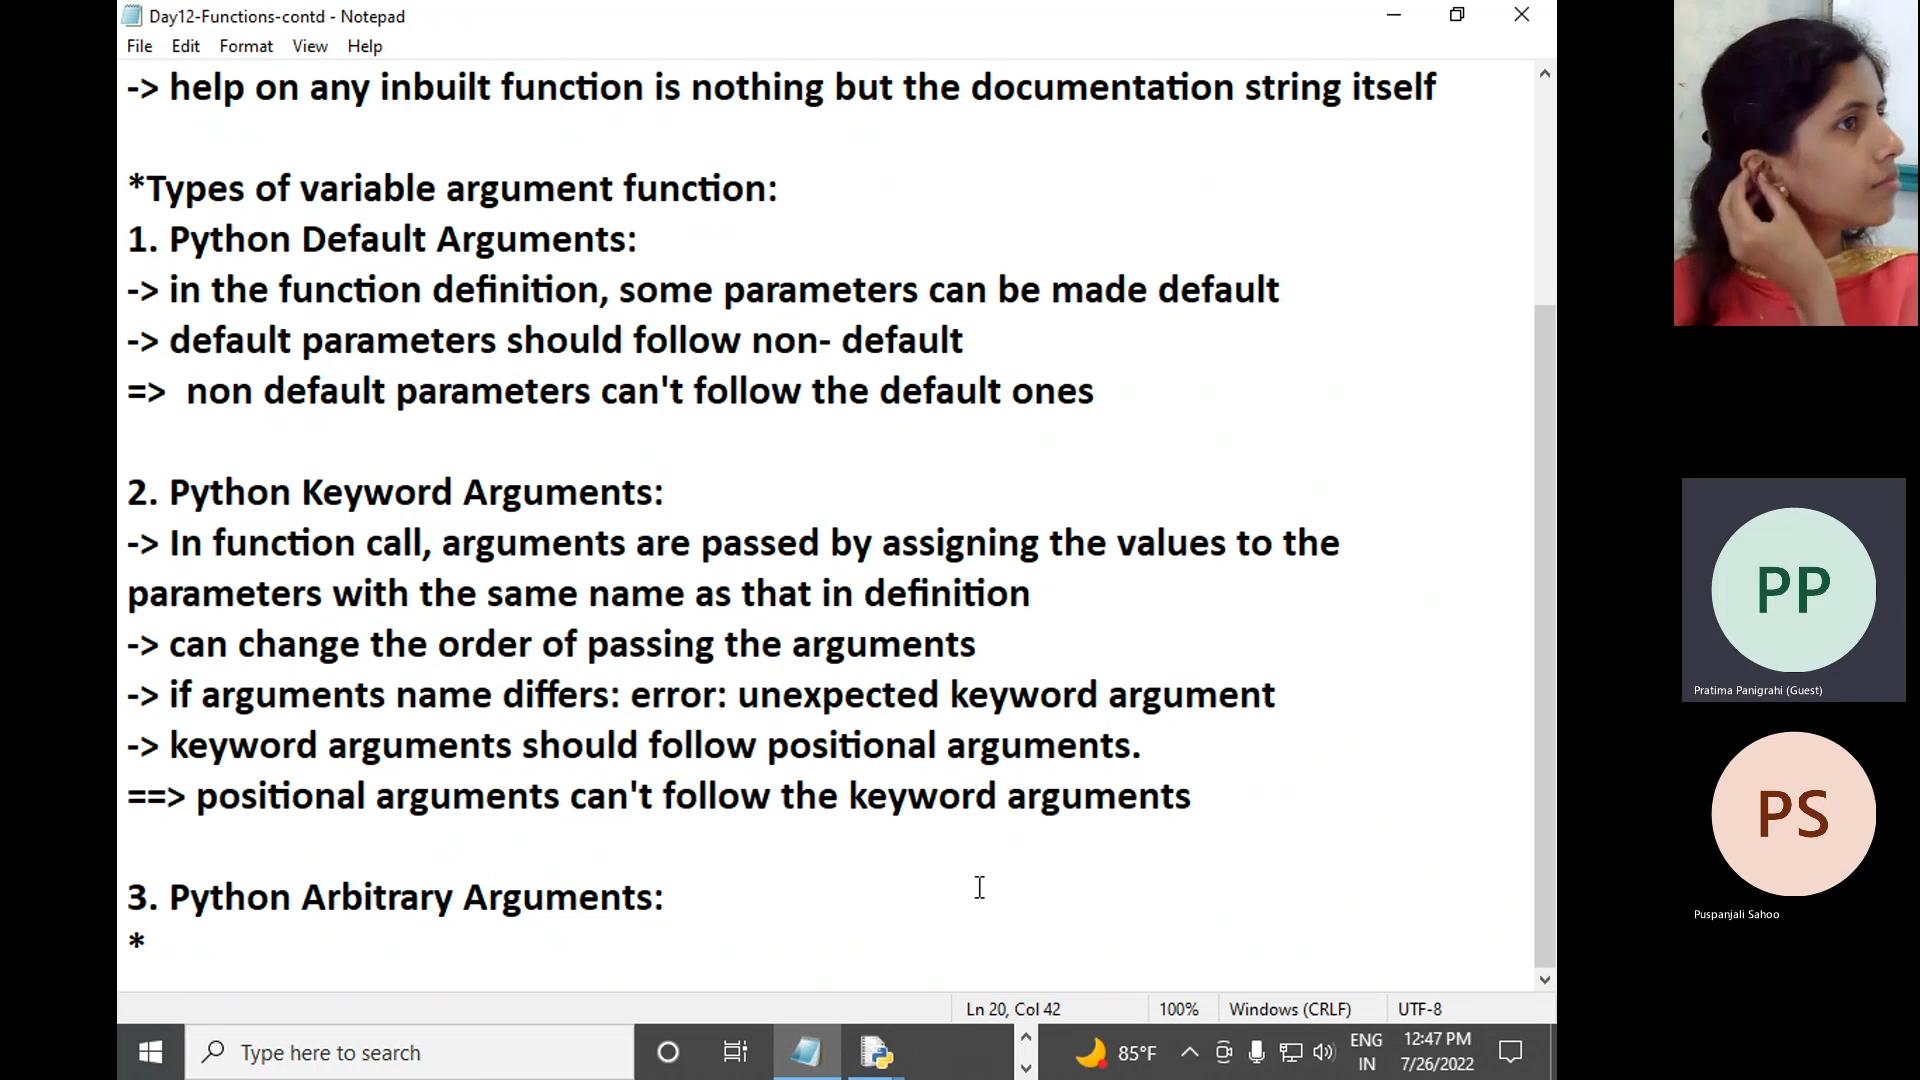 Day12-Functions-contd - Notepad
File Edit Format View Help
-> help on any inbuilt function is nothing but the documentation string itself
*Types of variable argument function:
1. Python Default Arguments:
-> in the function definition, some parameters can be made default
-> default parameters should follow non- default
=>  non default parameters can't follow the default ones
2. Python Keyword Arguments:
-> In function call, arguments are passed by assigning the values to the
parameters with the same name as that in definition
-> can change the order of passing the arguments
-> if arguments name differs: error: unexpected keyword argument
-> keyword arguments should follow positional arguments.
==> positional arguments can't follow the keyword arguments
3. Python Arbitrary Arguments:
*
Ln 20, Col 42 100% Windows (CRLF) UTF-8
Type here to search
85°F
ENG
IN
12:47 PM
7/26/2022
PP
Pratima Panigrahi (Guest)
PS
Puspanjali Sahoo